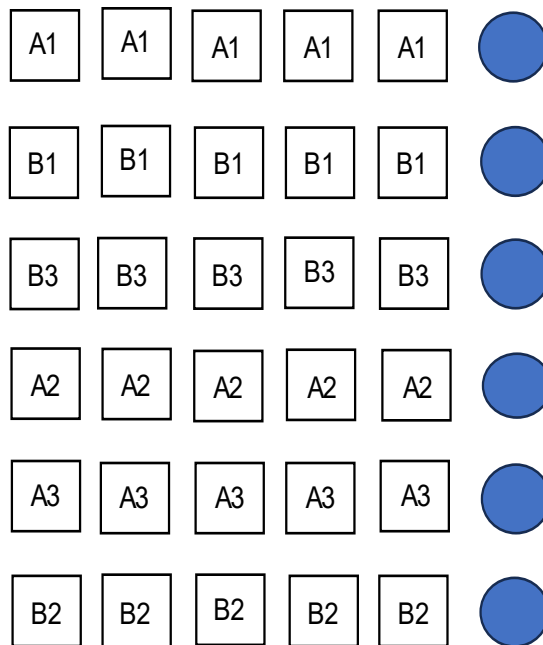 A1 A1 A1 A1 A1
B1 B1 B1 B1 B1
B3 B3 B3 B3 B3
A2 A2 A2 A2 A2
A3 A3 A3 A3 A3
B2 B2 B2 B2 B2